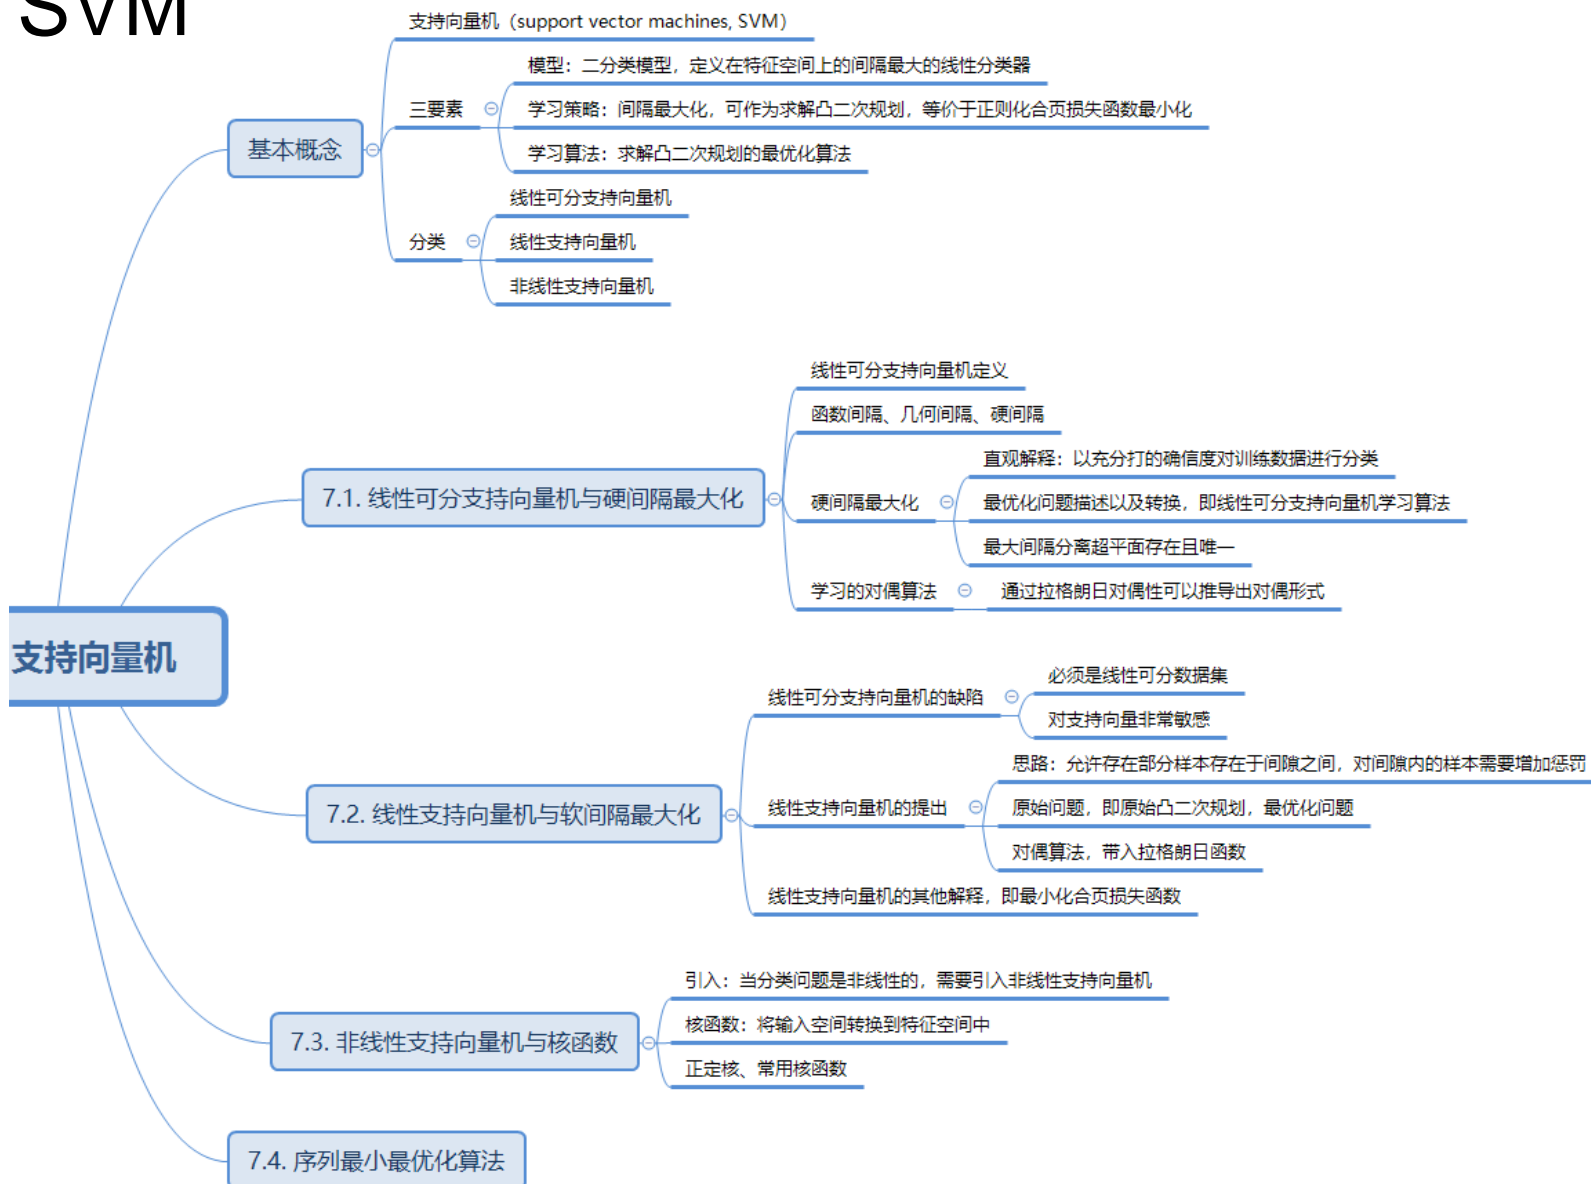 SVM
支持向量机
基本概念
支持向量机（support vector machines, SVM）
三要素
模型：二分类模型，定义在特征空间上的间隔最大的线性分类器
学习策略：间隔最大化，可作为求解凸二次规划，等价于正则化合页损失函数最小化
学习算法：求解凸二次规划的最优化算法
分类
线性可分支持向量机
线性支持向量机
非线性支持向量机
7.1. 线性可分支持向量机与硬间隔最大化
线性可分支持向量机定义
函数间隔、几何间隔、硬间隔
硬间隔最大化
直观解释：以充分打的确信度对训练数据进行分类
最优化问题描述以及转换，即线性可分支持向量机学习算法
最大间隔分离超平面存在且唯一
学习的对偶算法
通过拉格朗日对偶性可以推导出对偶形式
7.2. 线性支持向量机与软间隔最大化
线性可分支持向量机的缺陷
必须是线性可分数据集
对支持向量非常敏感
线性支持向量机的提出
思路：允许存在部分样本存在于间隙之间，对间隙内的样本需要增加惩罚
原始问题，即原始凸二次规划，最优化问题
对偶算法，带入拉格朗日函数
线性支持向量机的其他解释，即最小化合页损失函数
7.3. 非线性支持向量机与核函数
引入：当分类问题是非线性的，需要引入非线性支持向量机
核函数：将输入空间转换到特征空间中
正定核、常用核函数
7.4. 序列最小最优化算法